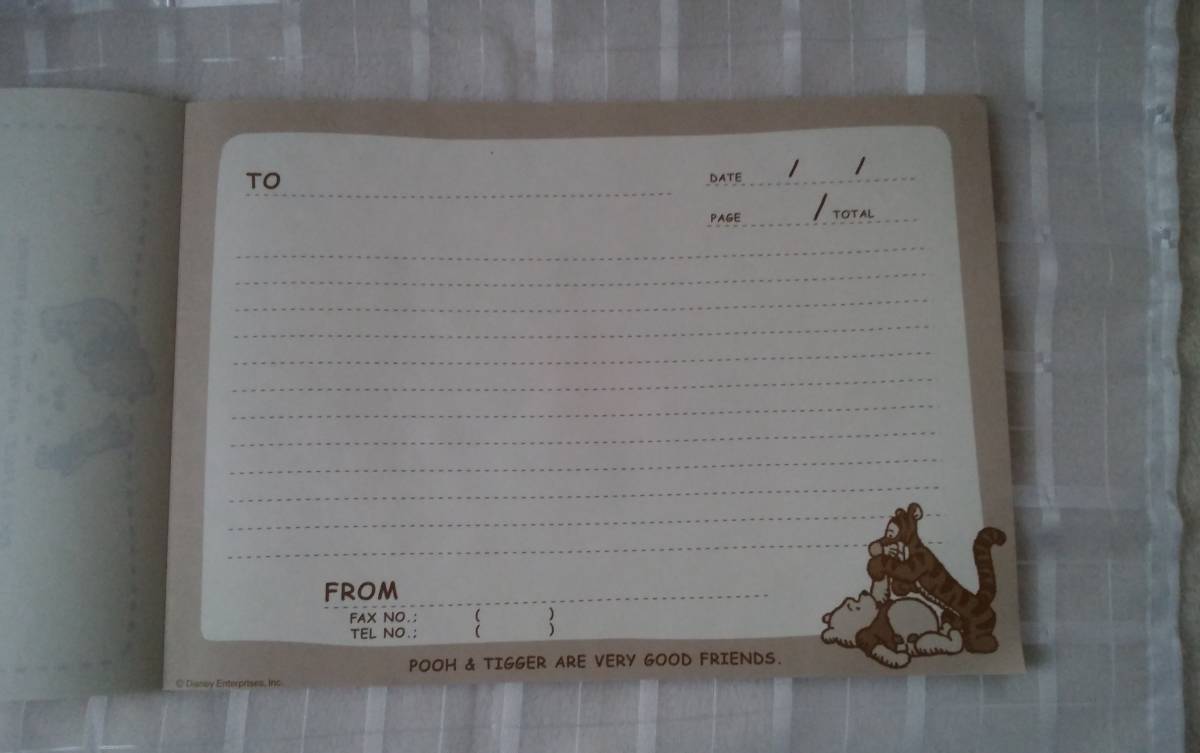 TO
DATE / /
PAGE / TOTAL
FROM
FAX NO.: ( )
TEL NO.: ( )
POOH & TIGGER ARE VERY GOOD FRIENDS.
© Disney Enterprises, Inc.